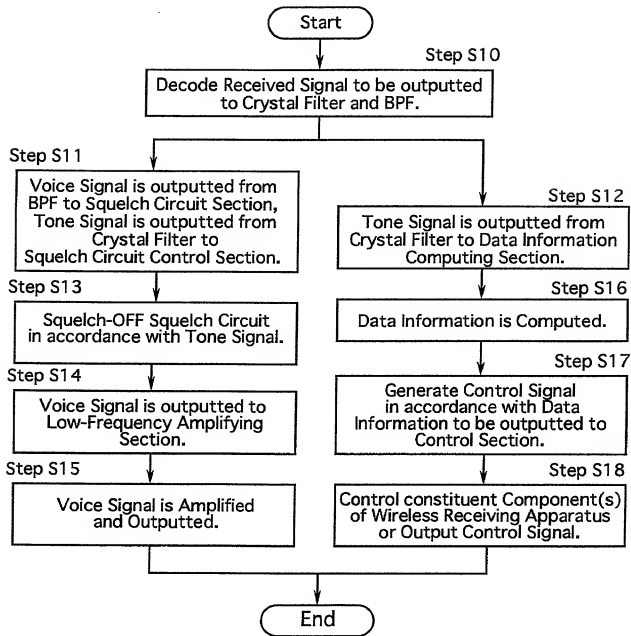 Start
Step S10
Decode Received Signal to be outputted
to Crystal Filter and BPF.
Step S11
Voice Signal is outputted from
BPF to Squelch Circuit Section,
Tone Signal is outputted from
Crystal Filter to
Squelch Circuit Control Section.
Step S13
Squelch-OFF Squelch Circuit
in accordance with Tone Signal.
Step S14
Voice Signal is outputted to
Low-Frequency Amplifying
Section.
Step S15
Voice Signal is Amplified
and Outputted.
Step S12
Tone Signal is outputted from
Crystal Filter to Data Information
Computing Section.
Step S16
Data Information is Computed.
Step S17
Generate Control Signal
in accordance with Data
Information to be outputted to
Control Section.
Step S18
Control constituent Component(s)
of Wireless Receiving Apparatus
or Output Control Signal.
End